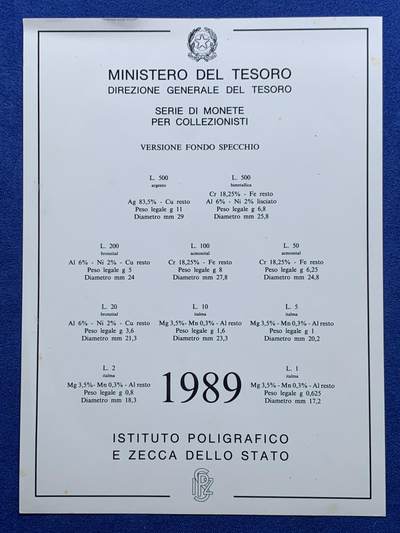 MINISTERO DEL TESORO
DIREZIONE GENERALE DEL TESORO
SERIE DI MONETE
PER COLLEZIONISTI
VERSIONE FONDO SPECCHIO
L. 500
argento
Ag 83,5% - Cu resto
Peso legale g 11
Diametro mm 29
L. 500
bimetallica
Cr 18,25% - Fe resto
Al 6% - Ni 2% lisciato
Peso legale g 6,8
Diametro mm 25,8
L. 200
bronzital
Al 6% - Ni 2% - Cu resto
Peso legale g 5
Diametro mm 24
L. 100
acmonital
Cr 18,25% - Fe resto
Peso legale g 8
Diametro mm 27,8
L. 50
acmonital
Cr 18,25% - Fe resto
Peso legale g 6,25
Diametro mm 24,8
L. 20
bronzital
Al 6% - Ni 2% - Cu resto
Peso legale g 3,6
Diametro mm 21,3
L. 10
italma
Mg 3,5% - Mn 0,3% - Al resto
Peso legale g 1,6
Diametro mm 23,3
L. 5
italma
Mg 3,5% - Mn 0,3% - Al resto
Peso legale g 1
Diametro mm 20,2
L. 2
italma
Mg 3,5% - Mn 0,3% - Al resto
Peso legale g 0,8
Diametro mm 18,3
1989
L. 1
italma
Mg 3,5% - Mn 0,3% - Al resto
Peso legale g 0,625
Diametro mm 17,2
ISTITUTO POLIGRAFICO
E ZECCA DELLO STATO